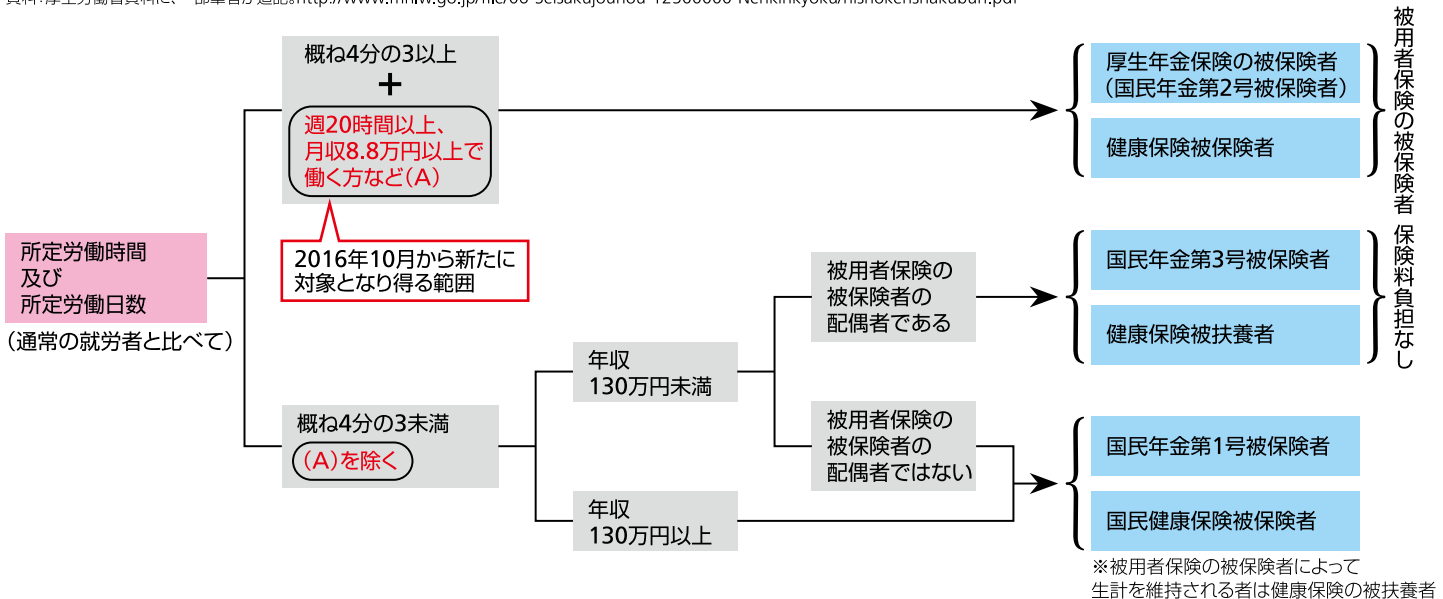 所定労働時間
及び
所定労働日数
(通常の就労者と比べて)
概ね4分の3以上
+
週20時間以上、
月収8.8万円以上で
働く方など(A)
2016年10月から新たに
対象となり得る範囲
概ね4分の3未満
(A)を除く
年収
130万円未満
年収
130万円以上
被用者保険の
被保険者の
配偶者である
被用者保険の
被保険者の
配偶者ではない
厚生年金保険の被保険者
(国民年金第2号被保険者)
健康保険被保険者
被用者保険の被保険者
国民年金第3号被保険者
健康保険被扶養者
保険料負担なし
国民年金第1号被保険者
国民健康保険被保険者
※被用者保険の被保険者によって
生計を維持される者は健康保険の被扶養者